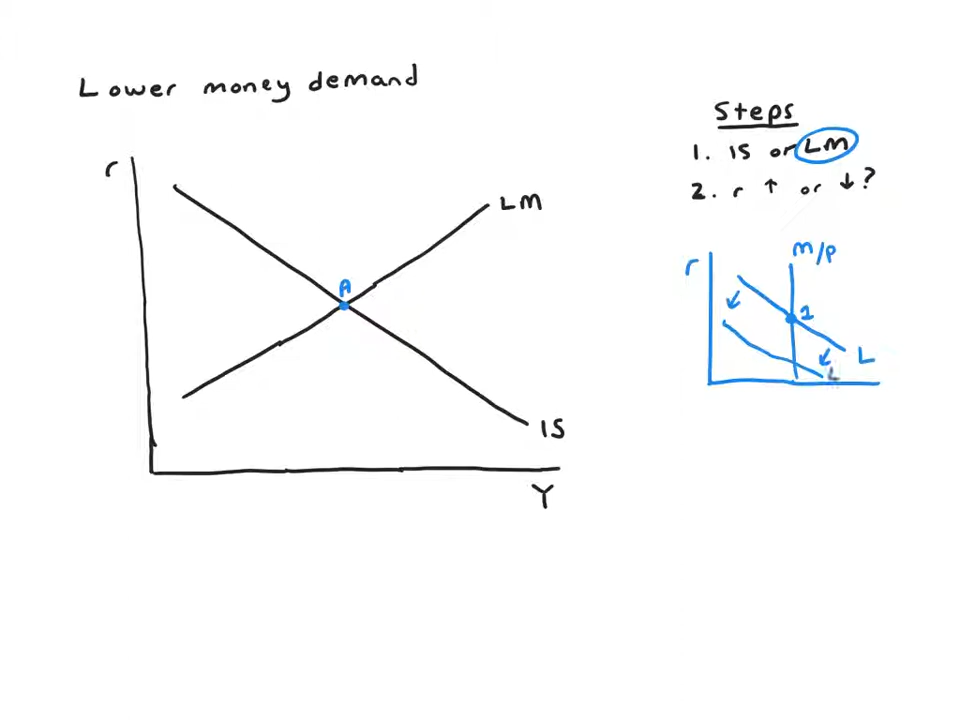 Lower money demand
Steps
1. IS or LM
2. r ↑ or ↓?
r
LM
A
IS
Y
r
M/P
1
L
L